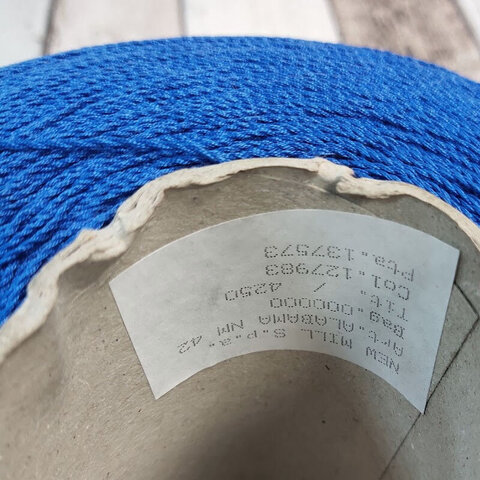 NEW MILL S.p.a.
Art.ALABAMA NM 42
Bag.000000
Tit. / 4250
Col.127983
Pta.137573